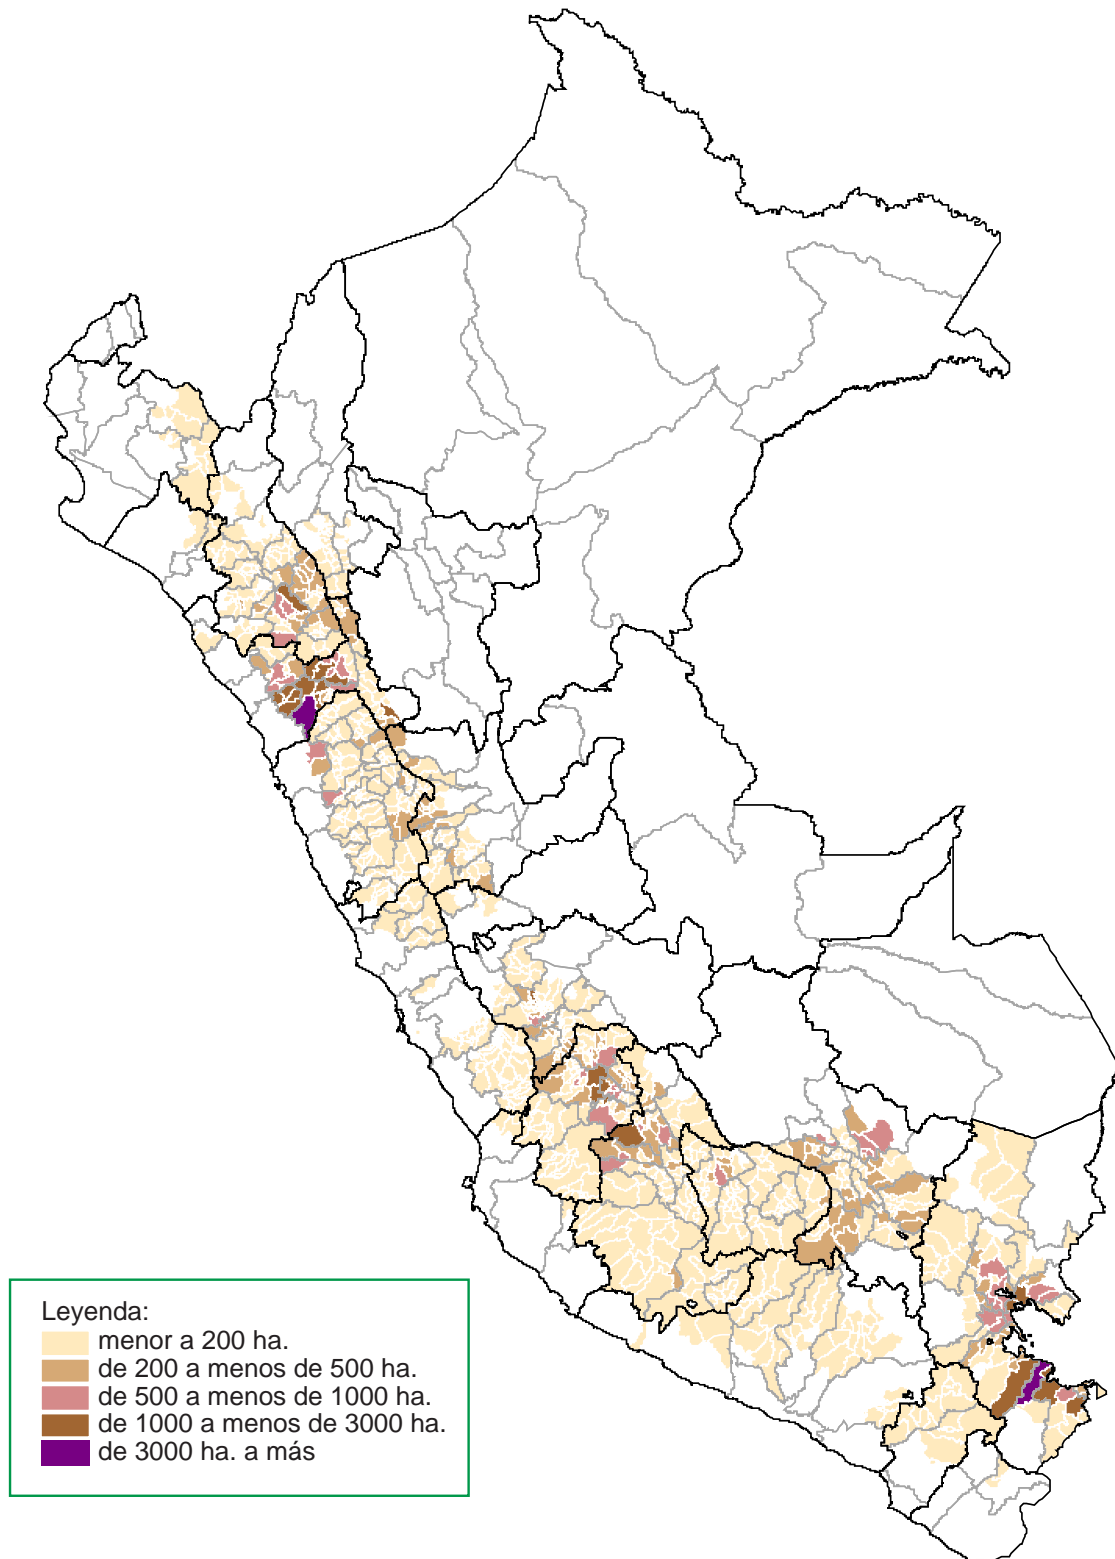 Leyenda:
menor a 200 ha.
de 200 a menos de 500 ha.
de 500 a menos de 1000 ha.
de 1000 a menos de 3000 ha.
de 3000 ha. a más